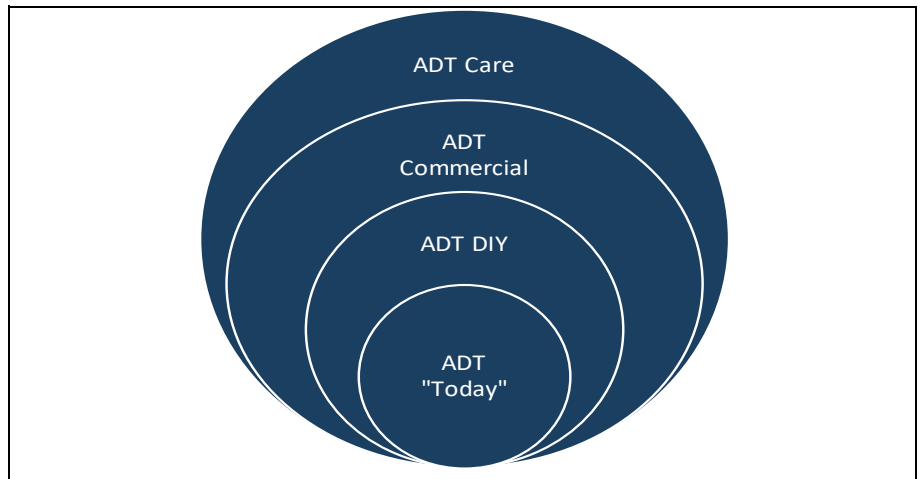 ADT Care
ADT
Commercial
ADT DIY
ADT
"Today"